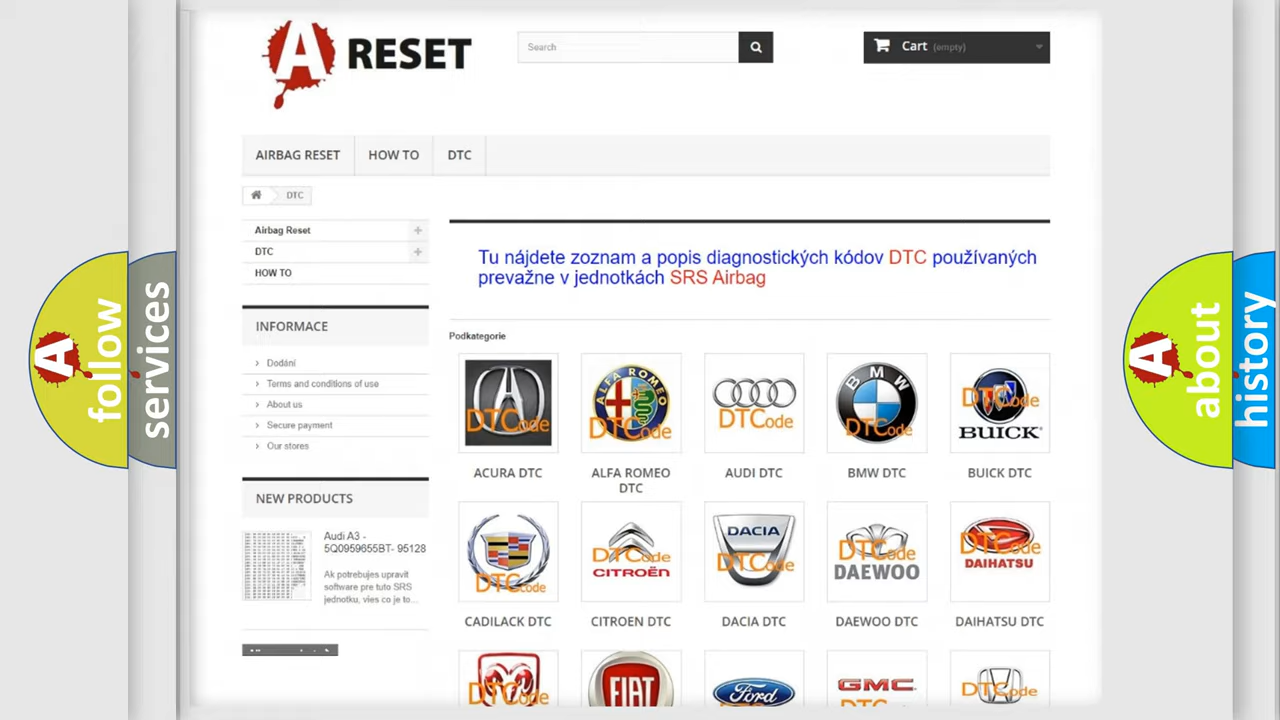 A RESET
Search
Cart (empty)
AIRBAG RESET
HOW TO
DTC
DTC
Airbag Reset
DTC
HOW TO
INFORMACE
Dodání
Terms and conditions of use
About us
Secure payment
Our stores
NEW PRODUCTS
Audi A3 -
5Q0959655BT- 95128
Ak potrebujes upravit
software pre tuto SRS
jednotku, vies co je to...
Tu nájdete zoznam a popis diagnostických kódov DTC používaných
prevažne v jednotkách SRS Airbag
Podkategorie
DTCode
ALFA ROMEO
DTCode
DTCode
BMW
DTCode
DTCode
BUICK
ACURA DTC
ALFA ROMEO
DTC
AUDI DTC
BMW DTC
BUICK DTC
DTCode
DTCode
CITROËN
DACIA
DTCode
DTCode
DAEWOO
DTCode
DAIHATSU
CADILACK DTC
CITROEN DTC
DACIA DTC
DAEWOO DTC
DAIHATSU DTC
DTCode
FIAT
Ford
GMC
DTCode
A follow
services
A about
history